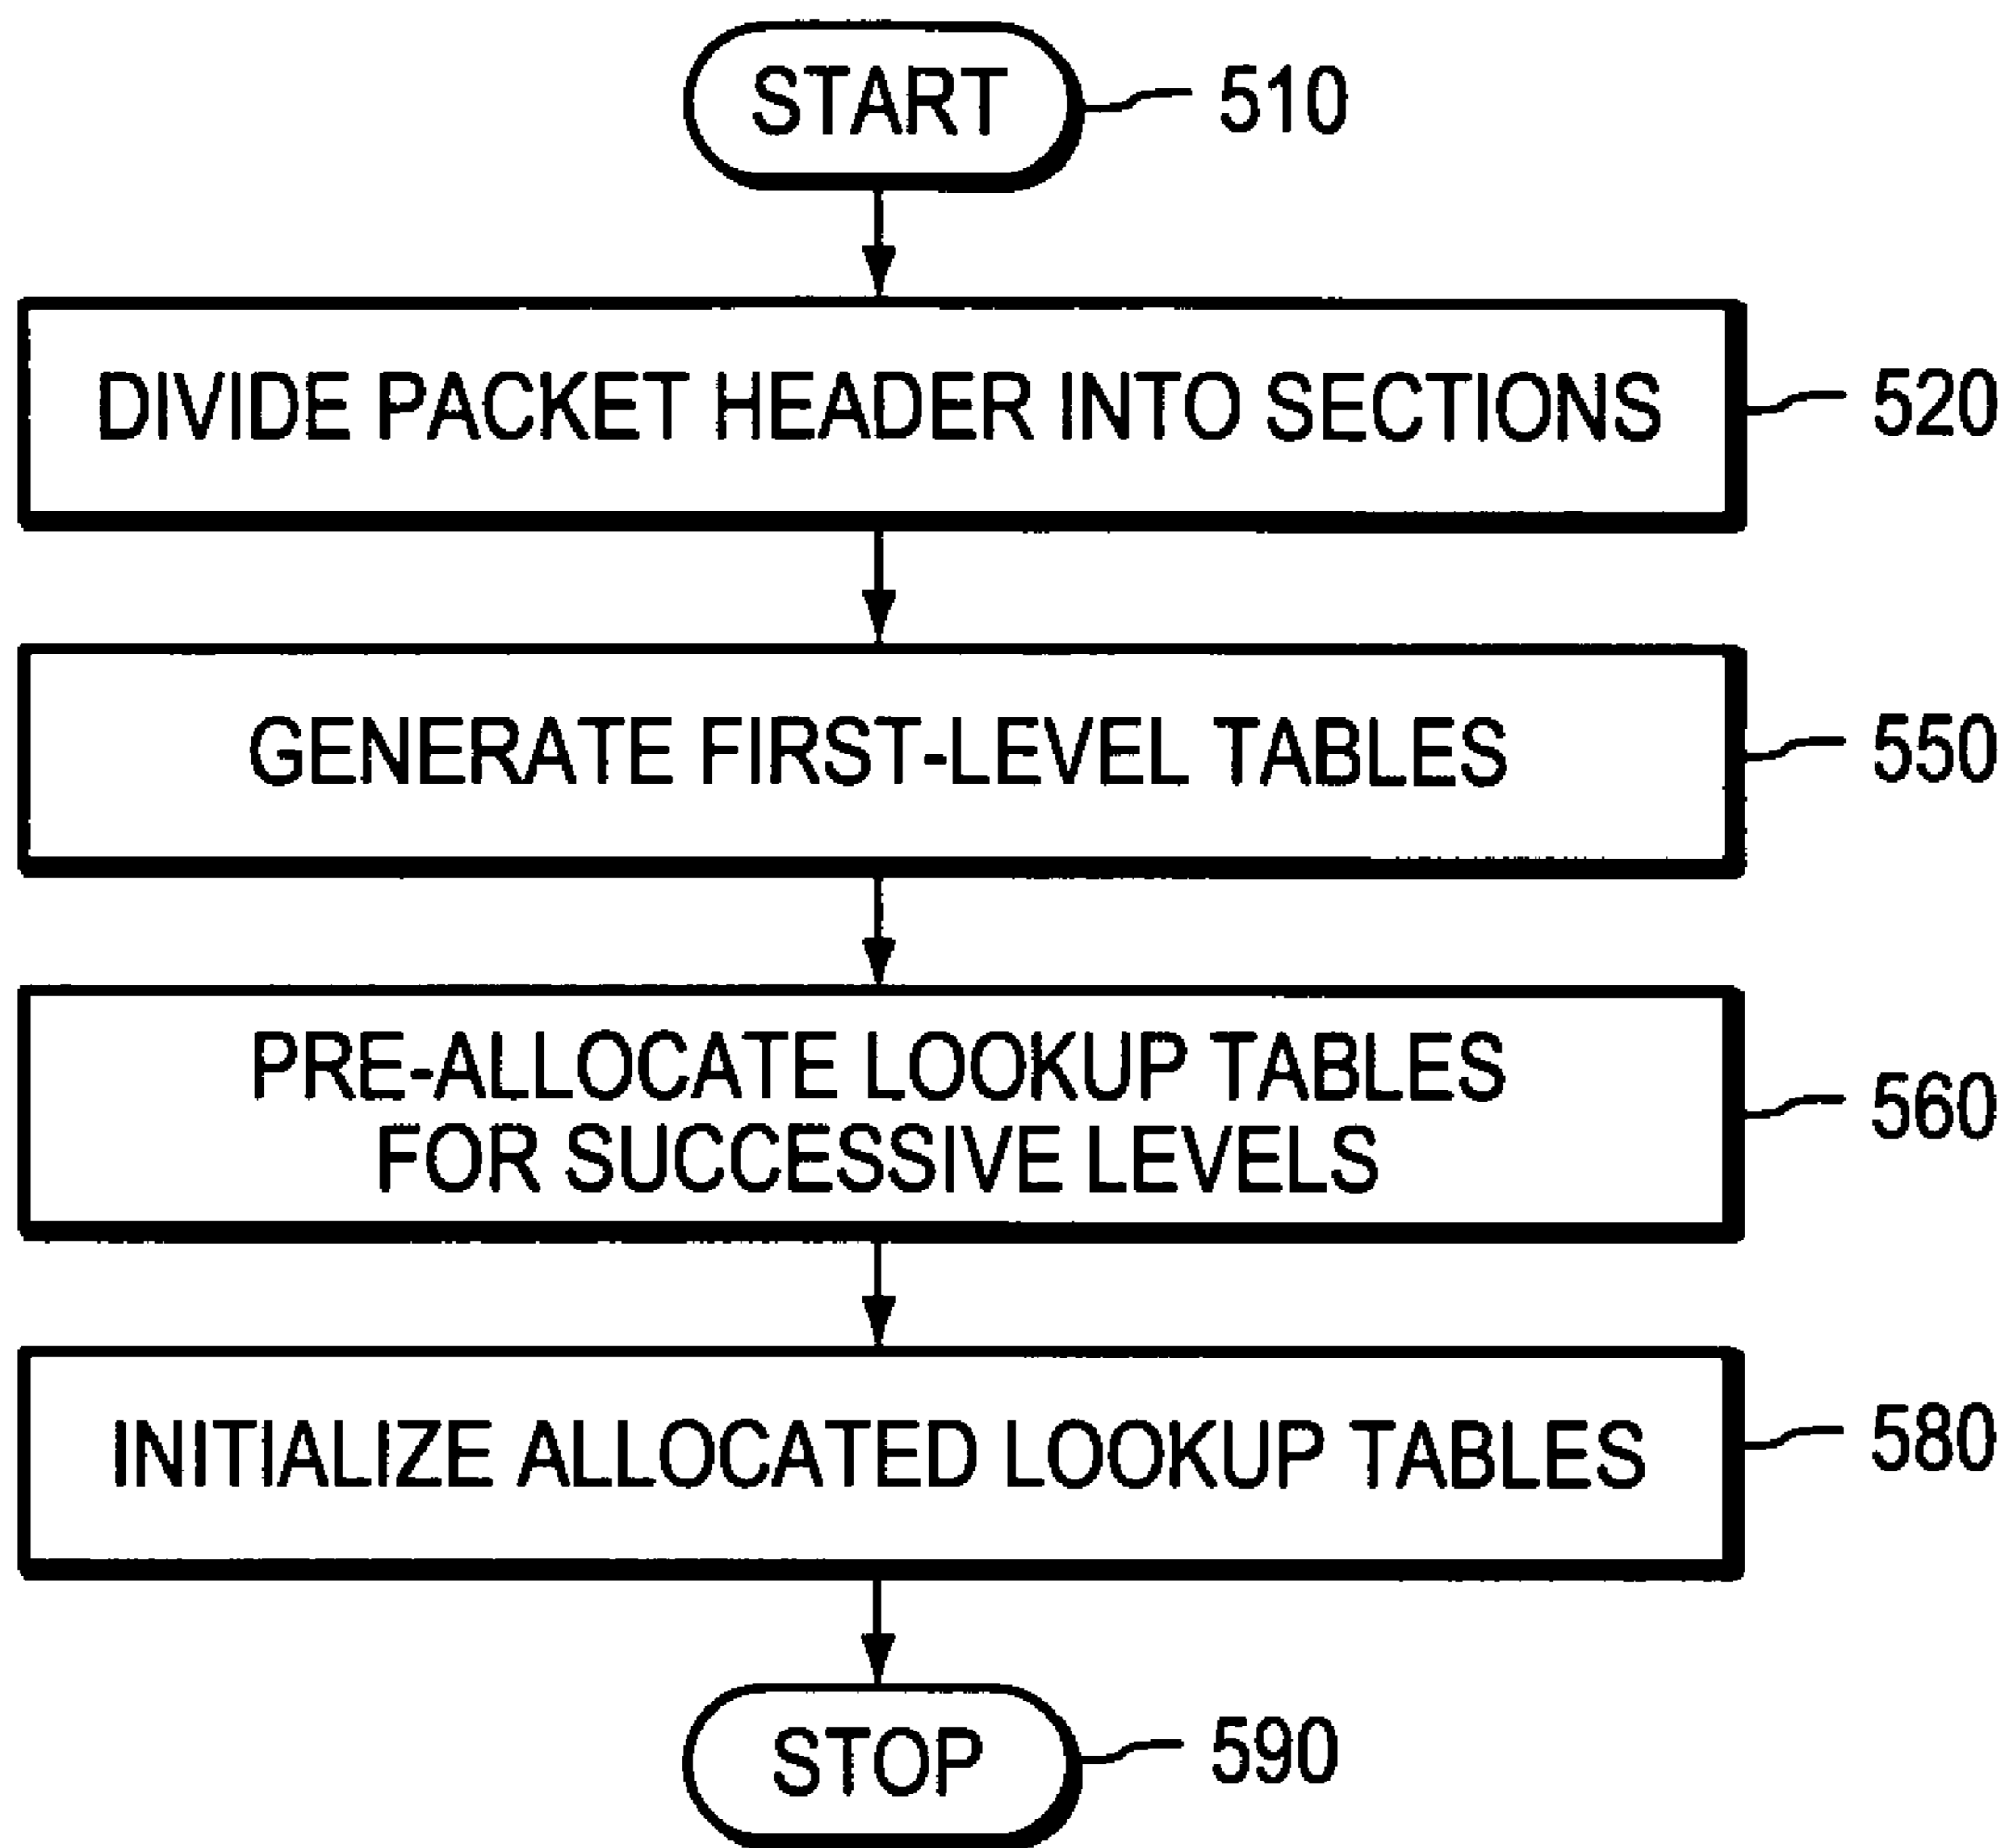 START
510
DIVIDE PACKET HEADER INTO SECTIONS
520
GENERATE FIRST-LEVEL TABLES
550
PRE-ALLOCATE LOOKUP TABLES
FOR SUCCESSIVE LEVELS
560
INITIALIZE ALLOCATED LOOKUP TABLES
580
STOP
590